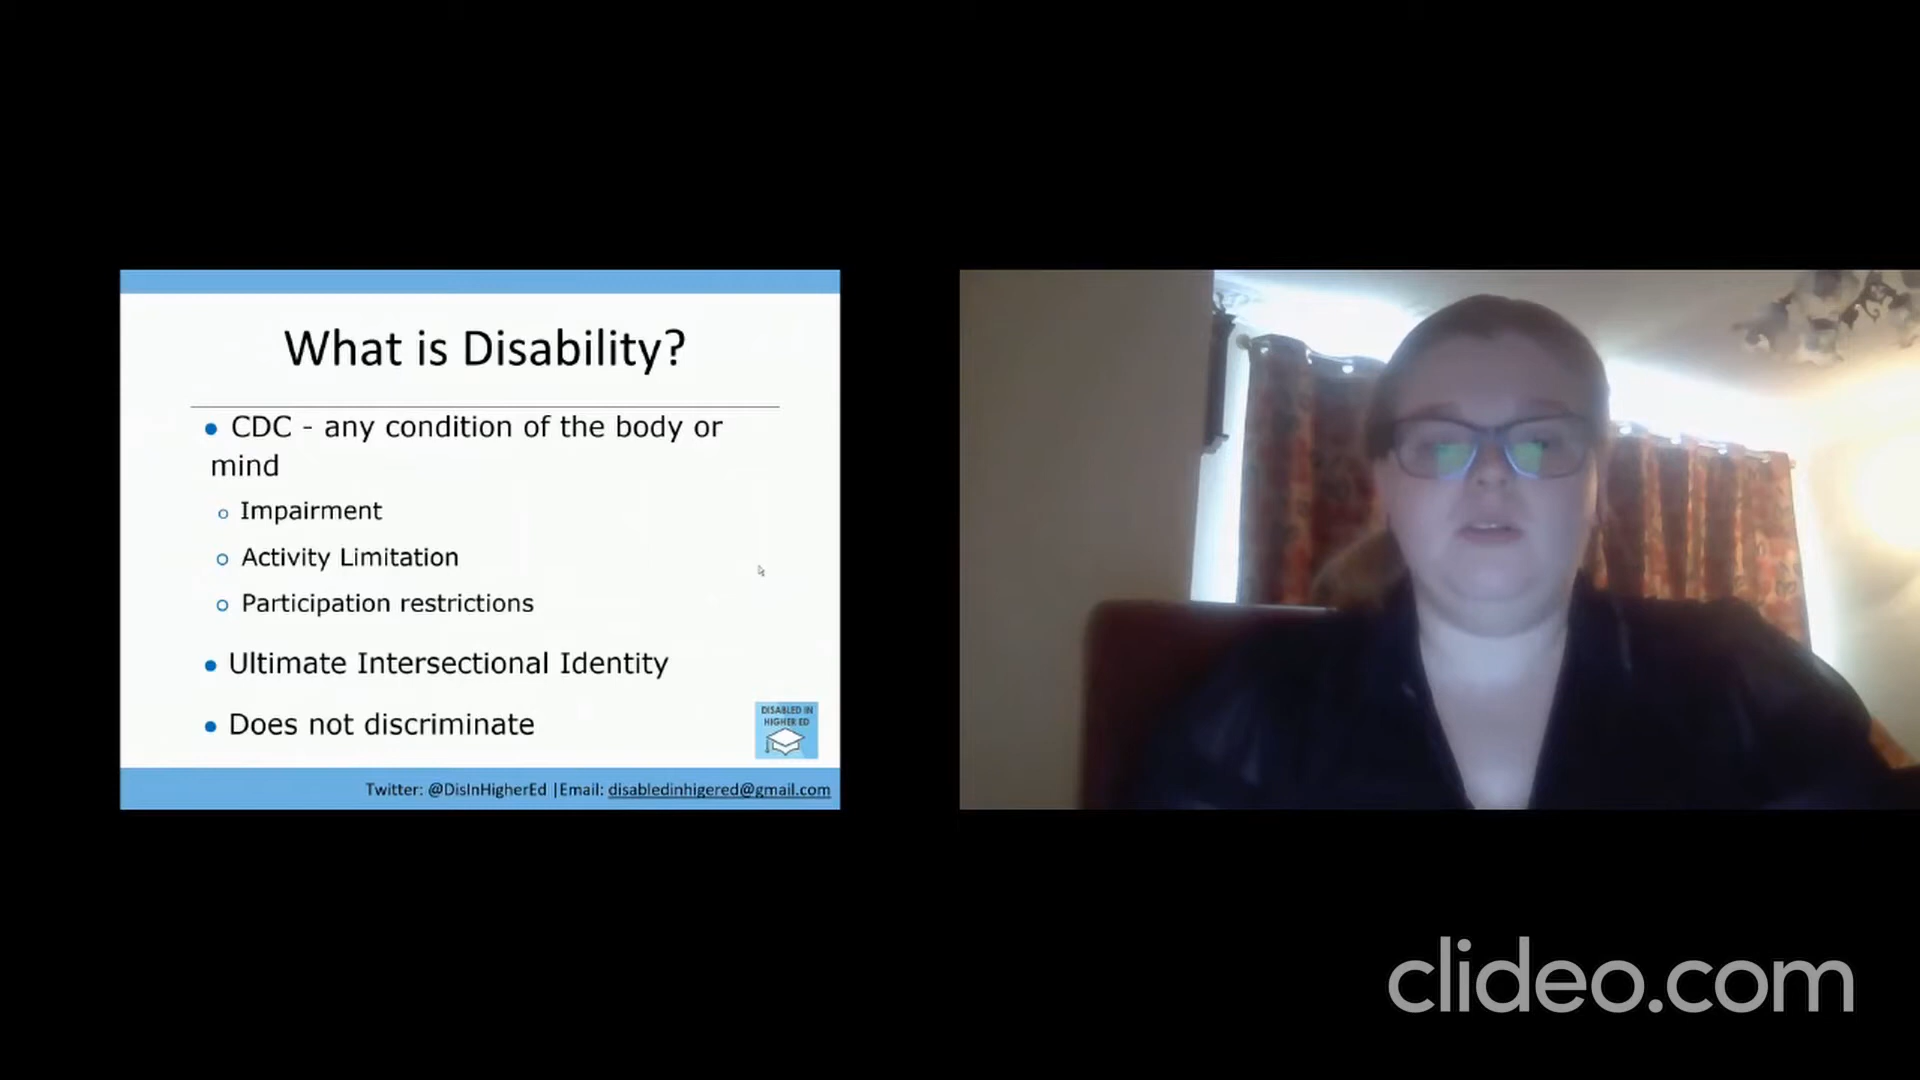 What is Disability?
CDC - any condition of the body or
mind
Impairment
Activity Limitation
Participation restrictions
Ultimate Intersectional Identity
Does not discriminate
DISABLED IN
HIGHER ED
Twitter: @DisInHigherEd |Email: disabledinhigered@gmail.com
clideo.com